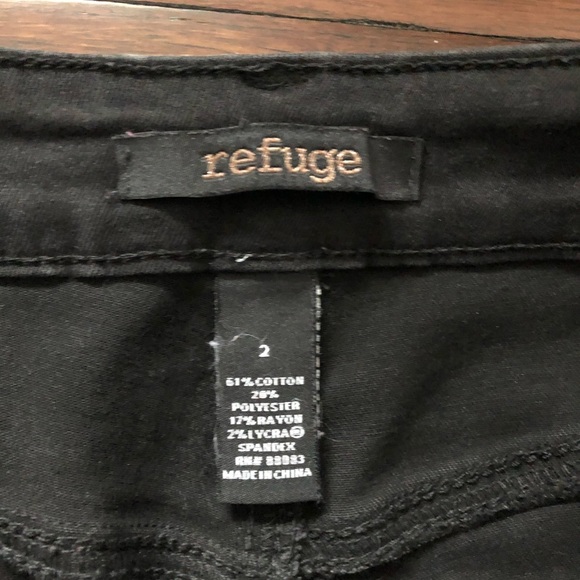 refuge
2
61% COTTON
20%
POLYESTER
17% RAYON
2% LYCRA®
SPANDEX
RN# 88983
MADE IN CHINA